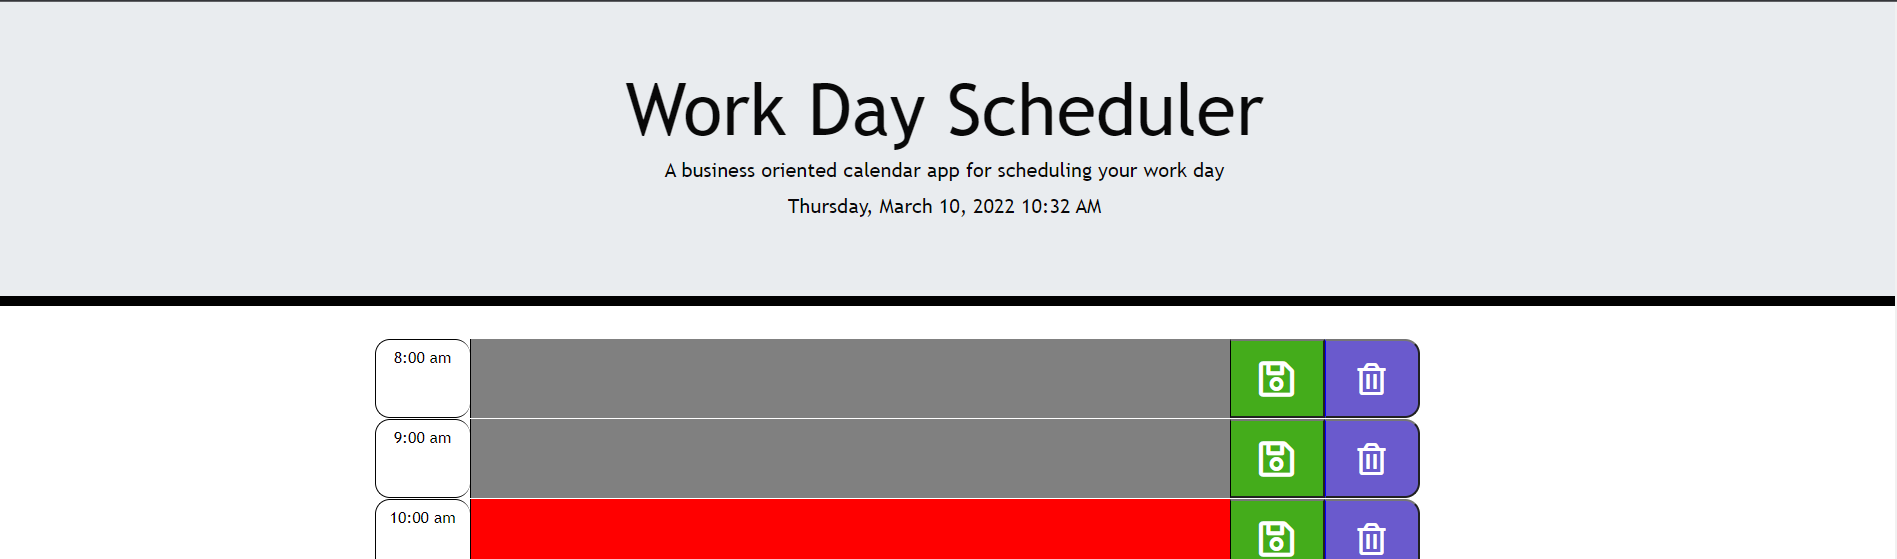 Work Day Scheduler
A business oriented calendar app for scheduling your work day
Thursday, March 10, 2022 10:32 AM
8:00 am
9:00 am
10:00 am